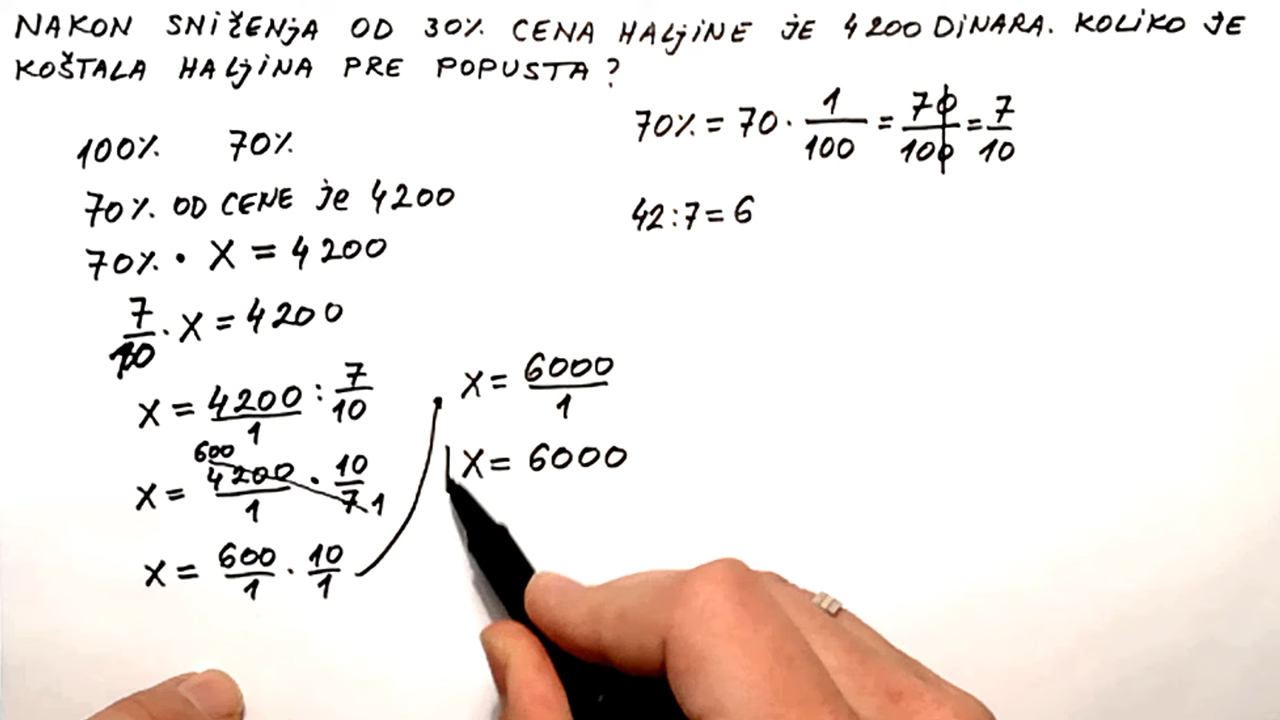 NAKON SNIŽENjA OD 30% CENA HALjINE JE 4200 DINARA. KOLIKO JE
KOŠTALA HALjINA PRE POPUSTA?
100% 70%
70% OD CENE je 4200
70% · X = 4200
7/10 · X = 4200
X = 4200/1 : 7/10
600
X = 4200/1 · 10/7 1
X = 600/1 · 10/1
70% = 70 · 1/100 = 70/100 = 7/10
42:7=6
X = 6000/1
X = 6000